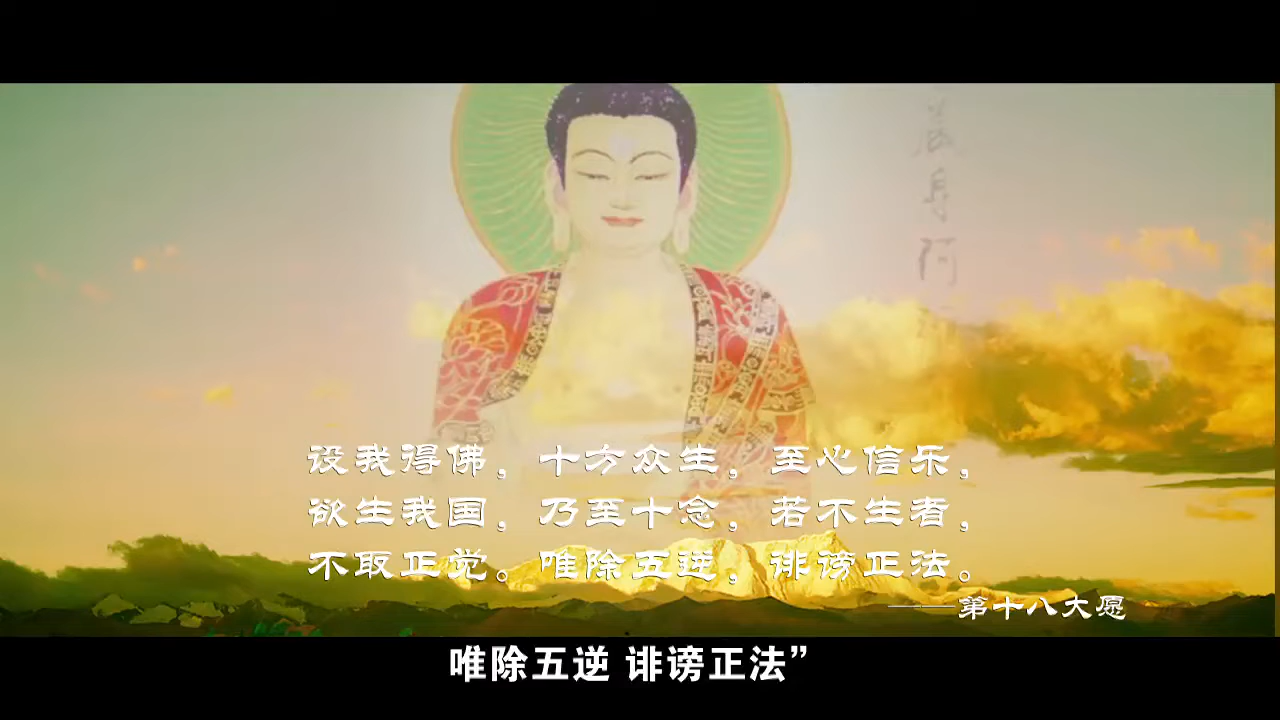 设我得佛，十方众生，至心信乐，
欲生我国，乃至十念，若不生者，
不取正觉。唯除五逆，诽谤正法。
——第十八大愿
唯除五逆 诽谤正法”